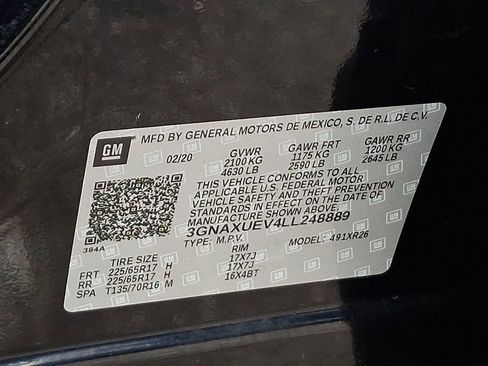 GM
MFD BY GENERAL MOTORS DE MEXICO, S. DE R.L. DE C.V.
02/20 GVWR GAWR FRT GAWR RR
2100 KG 1175 KG 1200 KG
4630 LB 2590 LB 2645 LB
THIS VEHICLE CONFORMS TO ALL
APPLICABLE U.S. FEDERAL MOTOR
VEHICLE SAFETY AND THEFT PREVENTION
STANDARDS IN EFFECT ON THE DATE OF
MANUFACTURE SHOWN ABOVE.
3GNAXUEV4LL248889
TYPE: M.P.V. MODEL: 491XR26
384A
TIRE SIZE RIM
FRT 225/65R17 H 17X7J
RR 225/65R17 H 17X7J
SPA T135/70R16 M 16X4BT